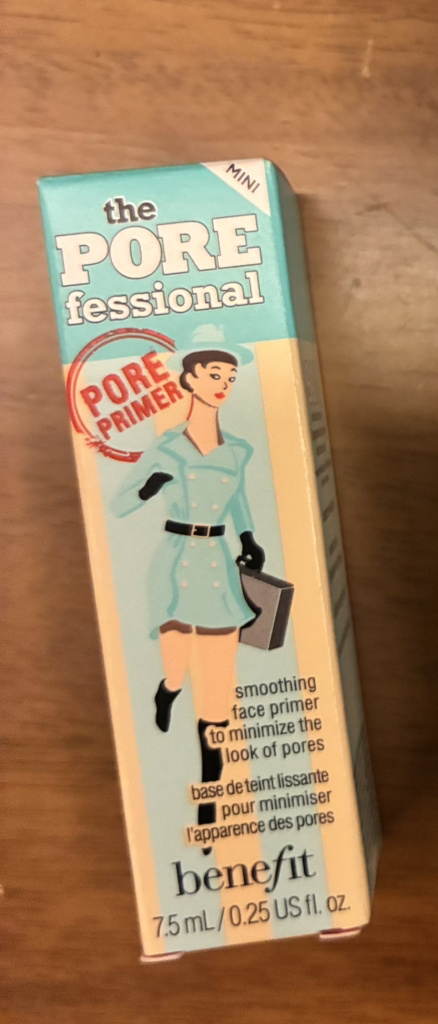 MINI
the
PORE
fessional
PORE
PRIMER
smoothing
face primer
to minimize the
look of pores
base de teint lissante
pour minimiser
l'apparence des pores
benefit
7.5 mL / 0.25 US fl. oz.